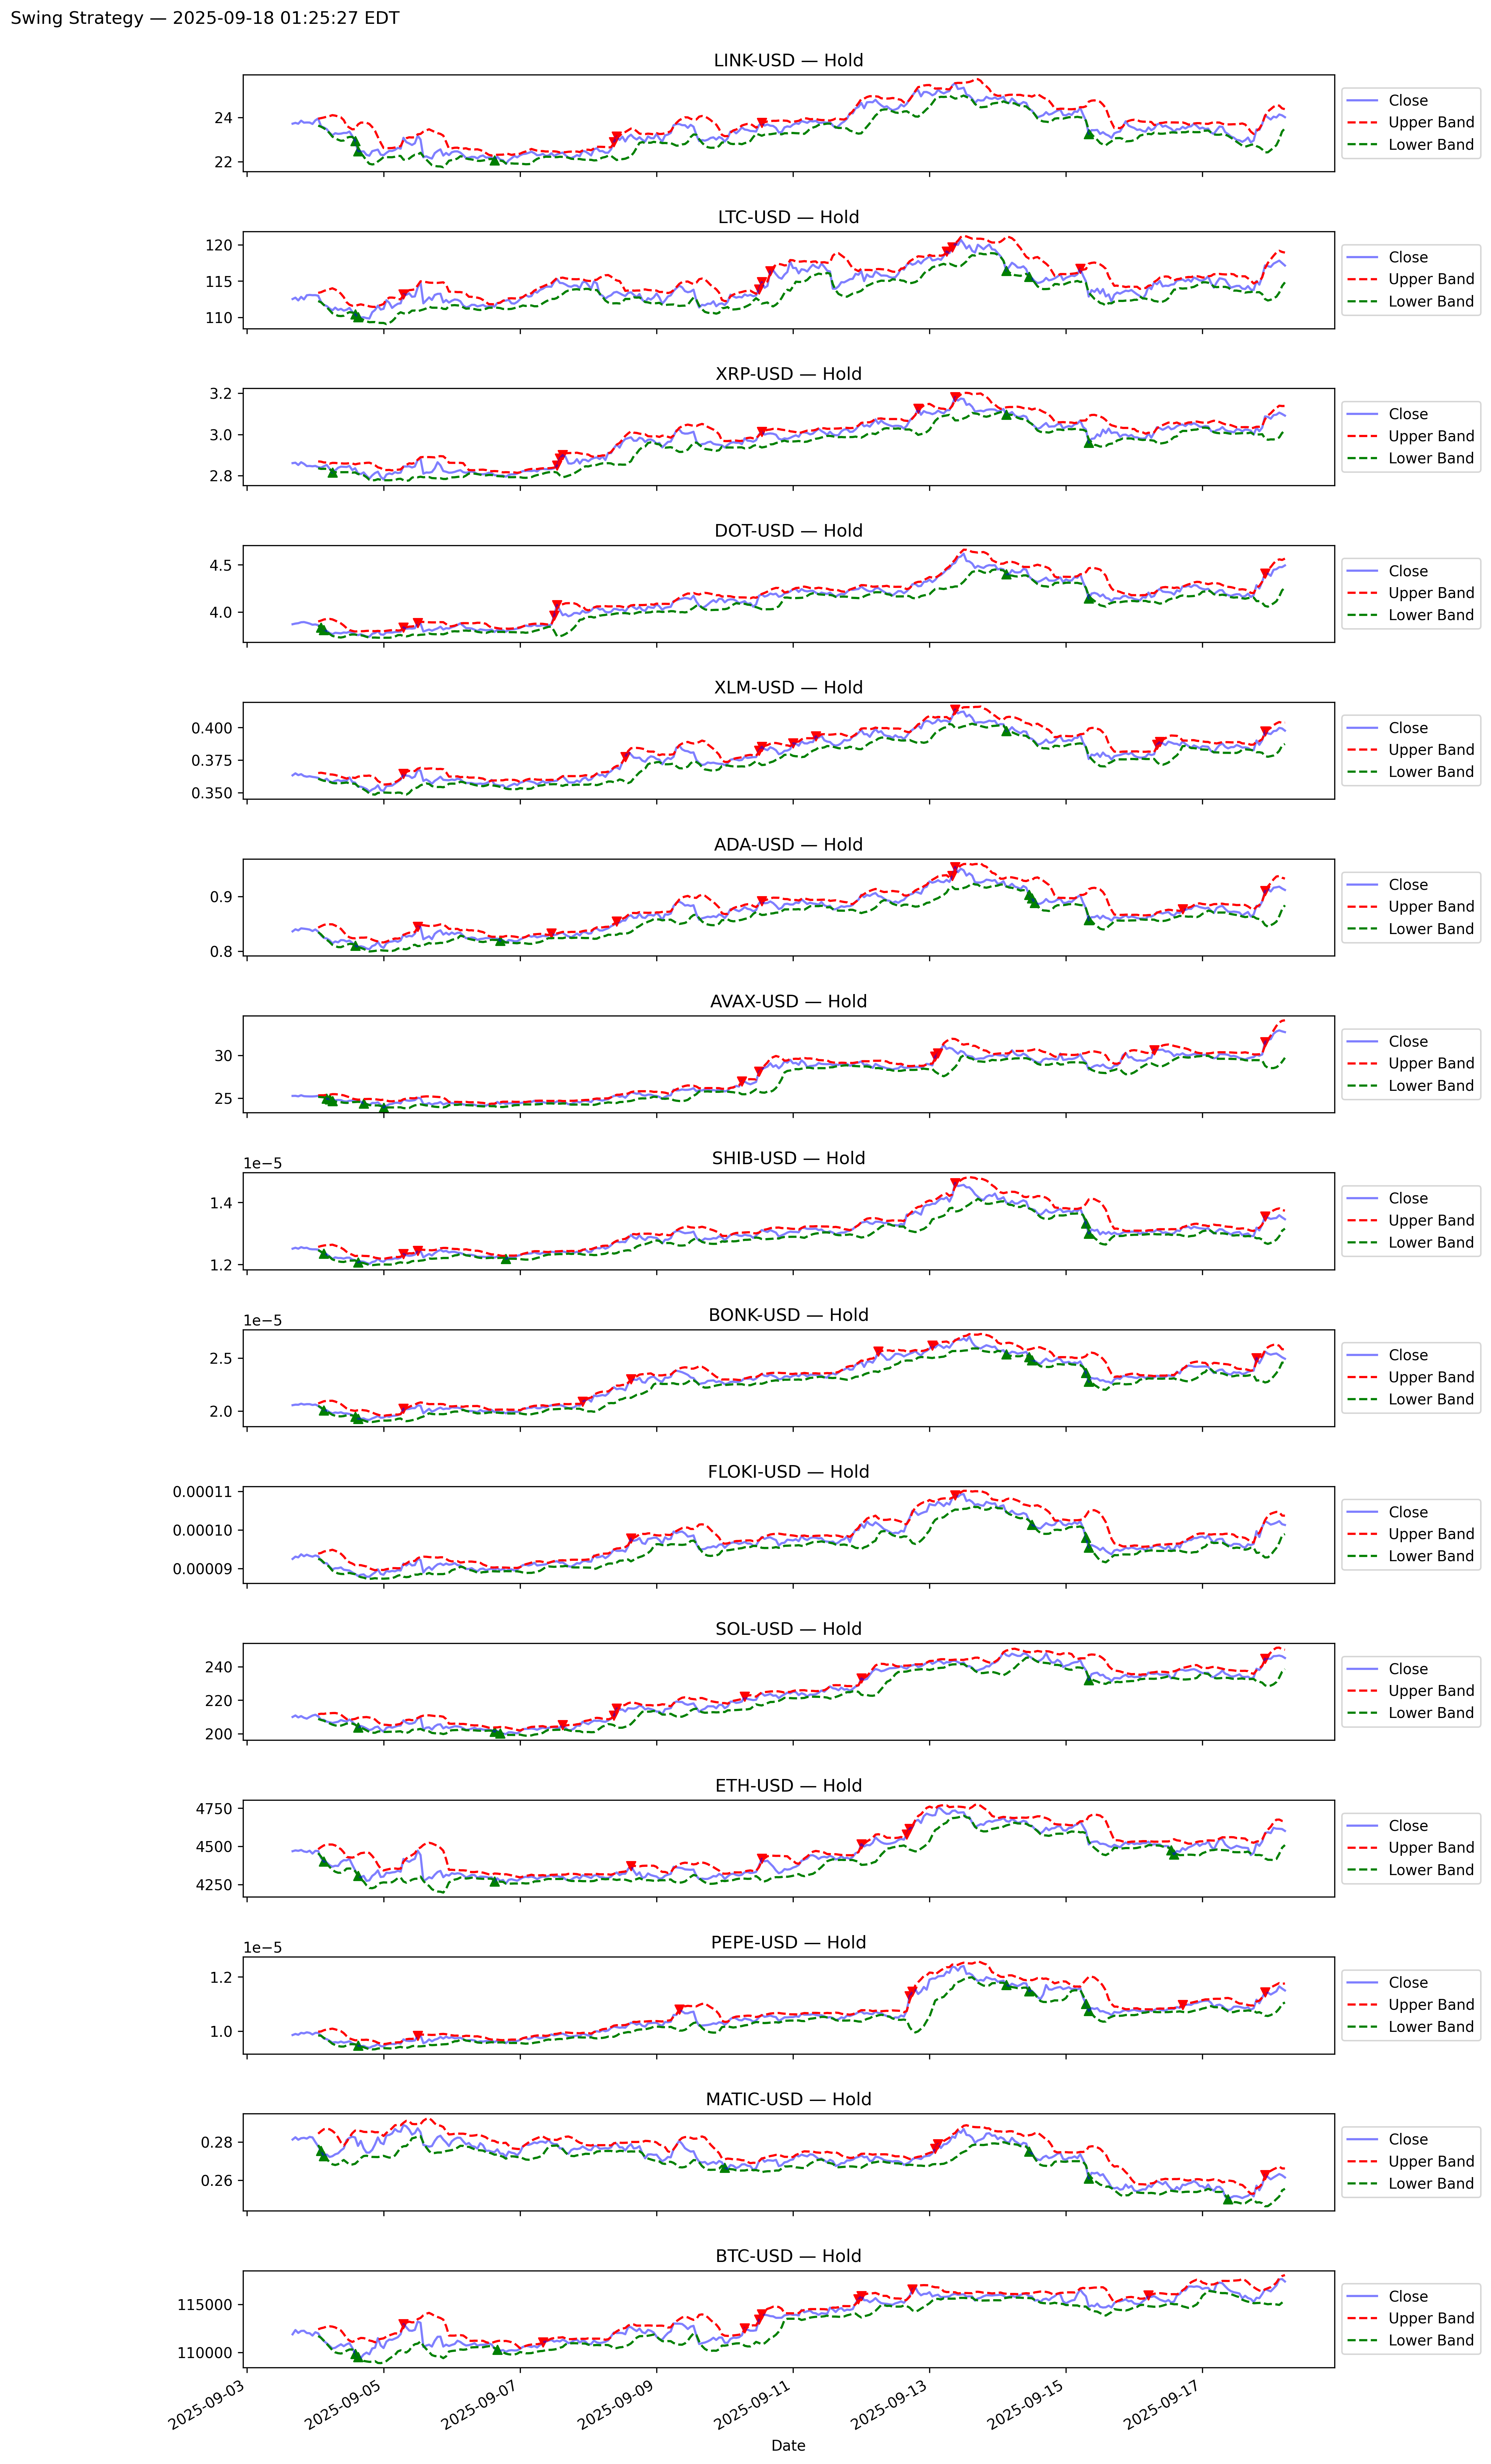 Swing Strategy — 2025-09-18 01:25:27 EDT
LINK-USD — Hold
24
22
Close
Upper Band
Lower Band
LTC-USD — Hold
120
115
110
Close
Upper Band
Lower Band
XRP-USD — Hold
3.2
3.0
2.8
Close
Upper Band
Lower Band
DOT-USD — Hold
4.5
4.0
Close
Upper Band
Lower Band
XLM-USD — Hold
0.400
0.375
0.350
Close
Upper Band
Lower Band
ADA-USD — Hold
0.9
0.8
Close
Upper Band
Lower Band
AVAX-USD — Hold
30
25
Close
Upper Band
Lower Band
SHIB-USD — Hold
1e−5
1.4
1.2
Close
Upper Band
Lower Band
BONK-USD — Hold
1e−5
2.5
2.0
Close
Upper Band
Lower Band
FLOKI-USD — Hold
0.00011
0.00010
0.00009
Close
Upper Band
Lower Band
SOL-USD — Hold
240
220
200
Close
Upper Band
Lower Band
ETH-USD — Hold
4750
4500
4250
Close
Upper Band
Lower Band
PEPE-USD — Hold
1e−5
1.2
1.0
Close
Upper Band
Lower Band
MATIC-USD — Hold
0.28
0.26
Close
Upper Band
Lower Band
BTC-USD — Hold
115000
110000
Close
Upper Band
Lower Band
2025-09-03
2025-09-05
2025-09-07
2025-09-09
2025-09-11
2025-09-13
2025-09-15
2025-09-17
Date